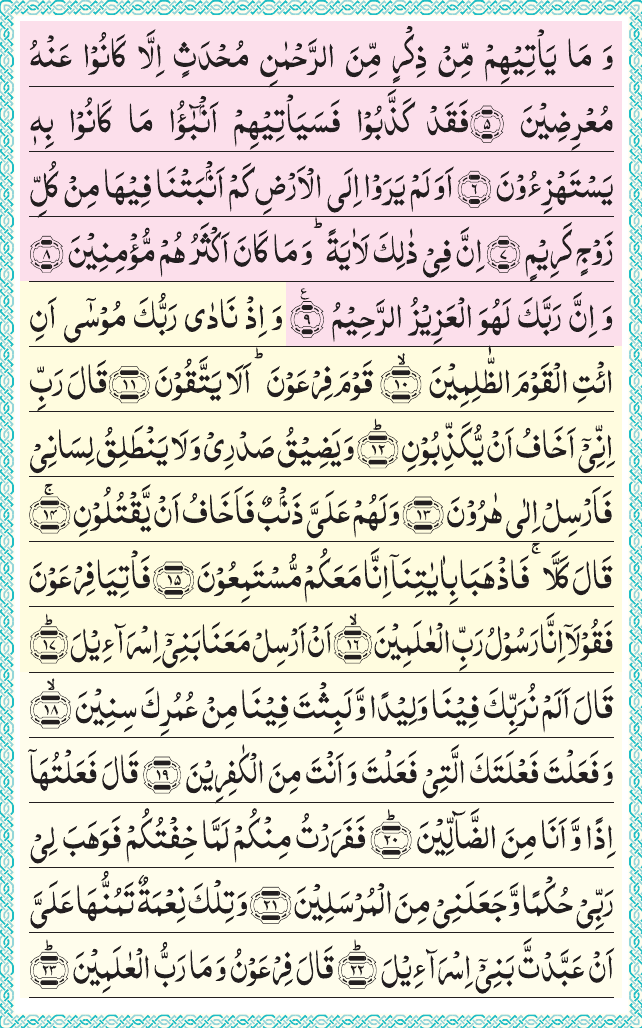 وَ مَا يَاْتِيْهِمْ مِّنْ ذِكْرٍ مِّنَ الرَّحْمٰنِ مُحْدَثٍ اِلَّا كَانُوْا عَنْهُ
مُعْرِضِيْنَ ۝٥ فَقَدْ كَذَّبُوْا فَسَيَاْتِيْهِمْ اَنْۢبٰٓؤُا مَا كَانُوْا بِهٖ
يَسْتَهْزِءُوْنَ ۝٦ اَوَلَمْ يَرَوْا اِلَى الْاَرْضِ كَمْ اَنْۢبَتْنَا فِيْهَا مِنْ كُلِّ
زَوْجٍ كَرِيْمٍ ۝٧ اِنَّ فِيْ ذٰلِكَ لَاٰيَةً ؕ وَ مَا كَانَ اَكْثَرُهُمْ مُّؤْمِنِيْنَ ۝٨
وَ اِنَّ رَبَّكَ لَهُوَ الْعَزِيْزُ الرَّحِيْمُ ۝٩ ع وَ اِذْ نَادٰى رَبُّكَ مُوْسٰٓى اَنِ
ائْتِ الْقَوْمَ الظّٰلِمِيْنَ ۝١٠ۙ قَوْمَ فِرْعَوْنَ ؕ اَلَا يَتَّقُوْنَ ۝١١ قَالَ رَبِّ
اِنِّيْٓ اَخَافُ اَنْ يُّكَذِّبُوْنِ ۝١٢ؕ وَ يَضِيْقُ صَدْرِيْ وَ لَا يَنْطَلِقُ لِسَانِيْ
فَاَرْسِلْ اِلٰى هٰرُوْنَ ۝١٣ وَ لَهُمْ عَلَيَّ ذَنْۢبٌ فَاَخَافُ اَنْ يَّقْتُلُوْنِ ۝١٤ۚ
قَالَ كَلَّا ۚ فَاذْهَبَا بِاٰيٰتِنَاۤ اِنَّا مَعَكُمْ مُّسْتَمِعُوْنَ ۝١٥ فَاْتِيَا فِرْعَوْنَ
فَقُوْلَاۤ اِنَّا رَسُوْلُ رَبِّ الْعٰلَمِيْنَ ۝١٦ۙ اَنْ اَرْسِلْ مَعَنَا بَنِيْٓ اِسْرَآءِيْلَ ۝١٧ؕ
قَالَ اَلَمْ نُرَبِّكَ فِيْنَا وَلِيْدًا وَّ لَبِثْتَ فِيْنَا مِنْ عُمُرِكَ سِنِيْنَ ۝١٨ۙ
وَ فَعَلْتَ فَعْلَتَكَ الَّتِيْ فَعَلْتَ وَ اَنْتَ مِنَ الْكٰفِرِيْنَ ۝١٩ قَالَ فَعَلْتُهَاۤ
اِذًا وَّ اَنَا مِنَ الضَّآلِّيْنَ ۝٢٠ؕ فَفَرَرْتُ مِنْكُمْ لَمَّا خِفْتُكُمْ فَوَهَبَ لِيْ
رَبِّيْ حُكْمًا وَّ جَعَلَنِيْ مِنَ الْمُرْسَلِيْنَ ۝٢١ وَ تِلْكَ نِعْمَةٌ تَمُنُّهَا عَلَيَّ
اَنْ عَبَّدْتَّ بَنِيْٓ اِسْرَآءِيْلَ ۝٢٢ؕ قَالَ فِرْعَوْنُ وَ مَا رَبُّ الْعٰلَمِيْنَ ۝٢٣ؕ